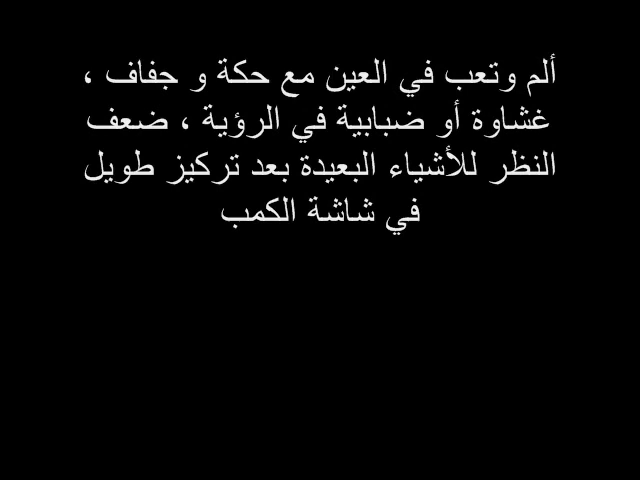 ألم وتعب في العين مع حكة و جفاف ،
غشاوة أو ضبابية في الرؤية ، ضعف
النظر للأشياء البعيدة بعد تركيز طويل
في شاشة الكمب